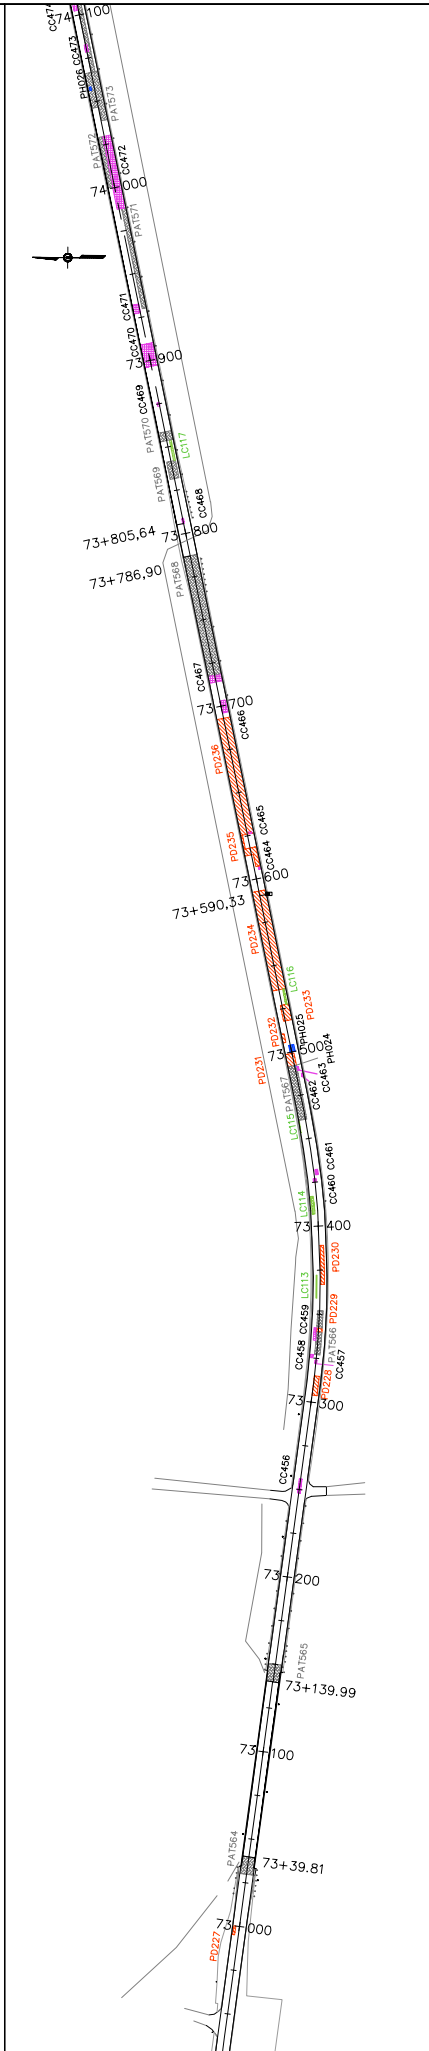 74+100
CC474
CC473
PH026
PAT573
PAT572
CC472
74+000
PAT571
CC471
CC470
73+900
CC469
PAT570
LC117
PAT569
CC468
73+805,64
73+800
73+786,90
PAT568
CC467
73+700
CC466
PD236
CC465
PD235
CC464
73+600
73+590,33
PD234
LC116
PD233
PD232
PH025
73+500
PH024
PD231
CC463
PAT567
CC462
LC115
CC461
CC460
LC114
73+400
PD230
LC113
PD229
CC459
PAT566
CC458
CC457
PD228
73+300
CC456
73+200
PAT565
73+139.99
73+100
PAT564
73+39.81
73+000
PD227